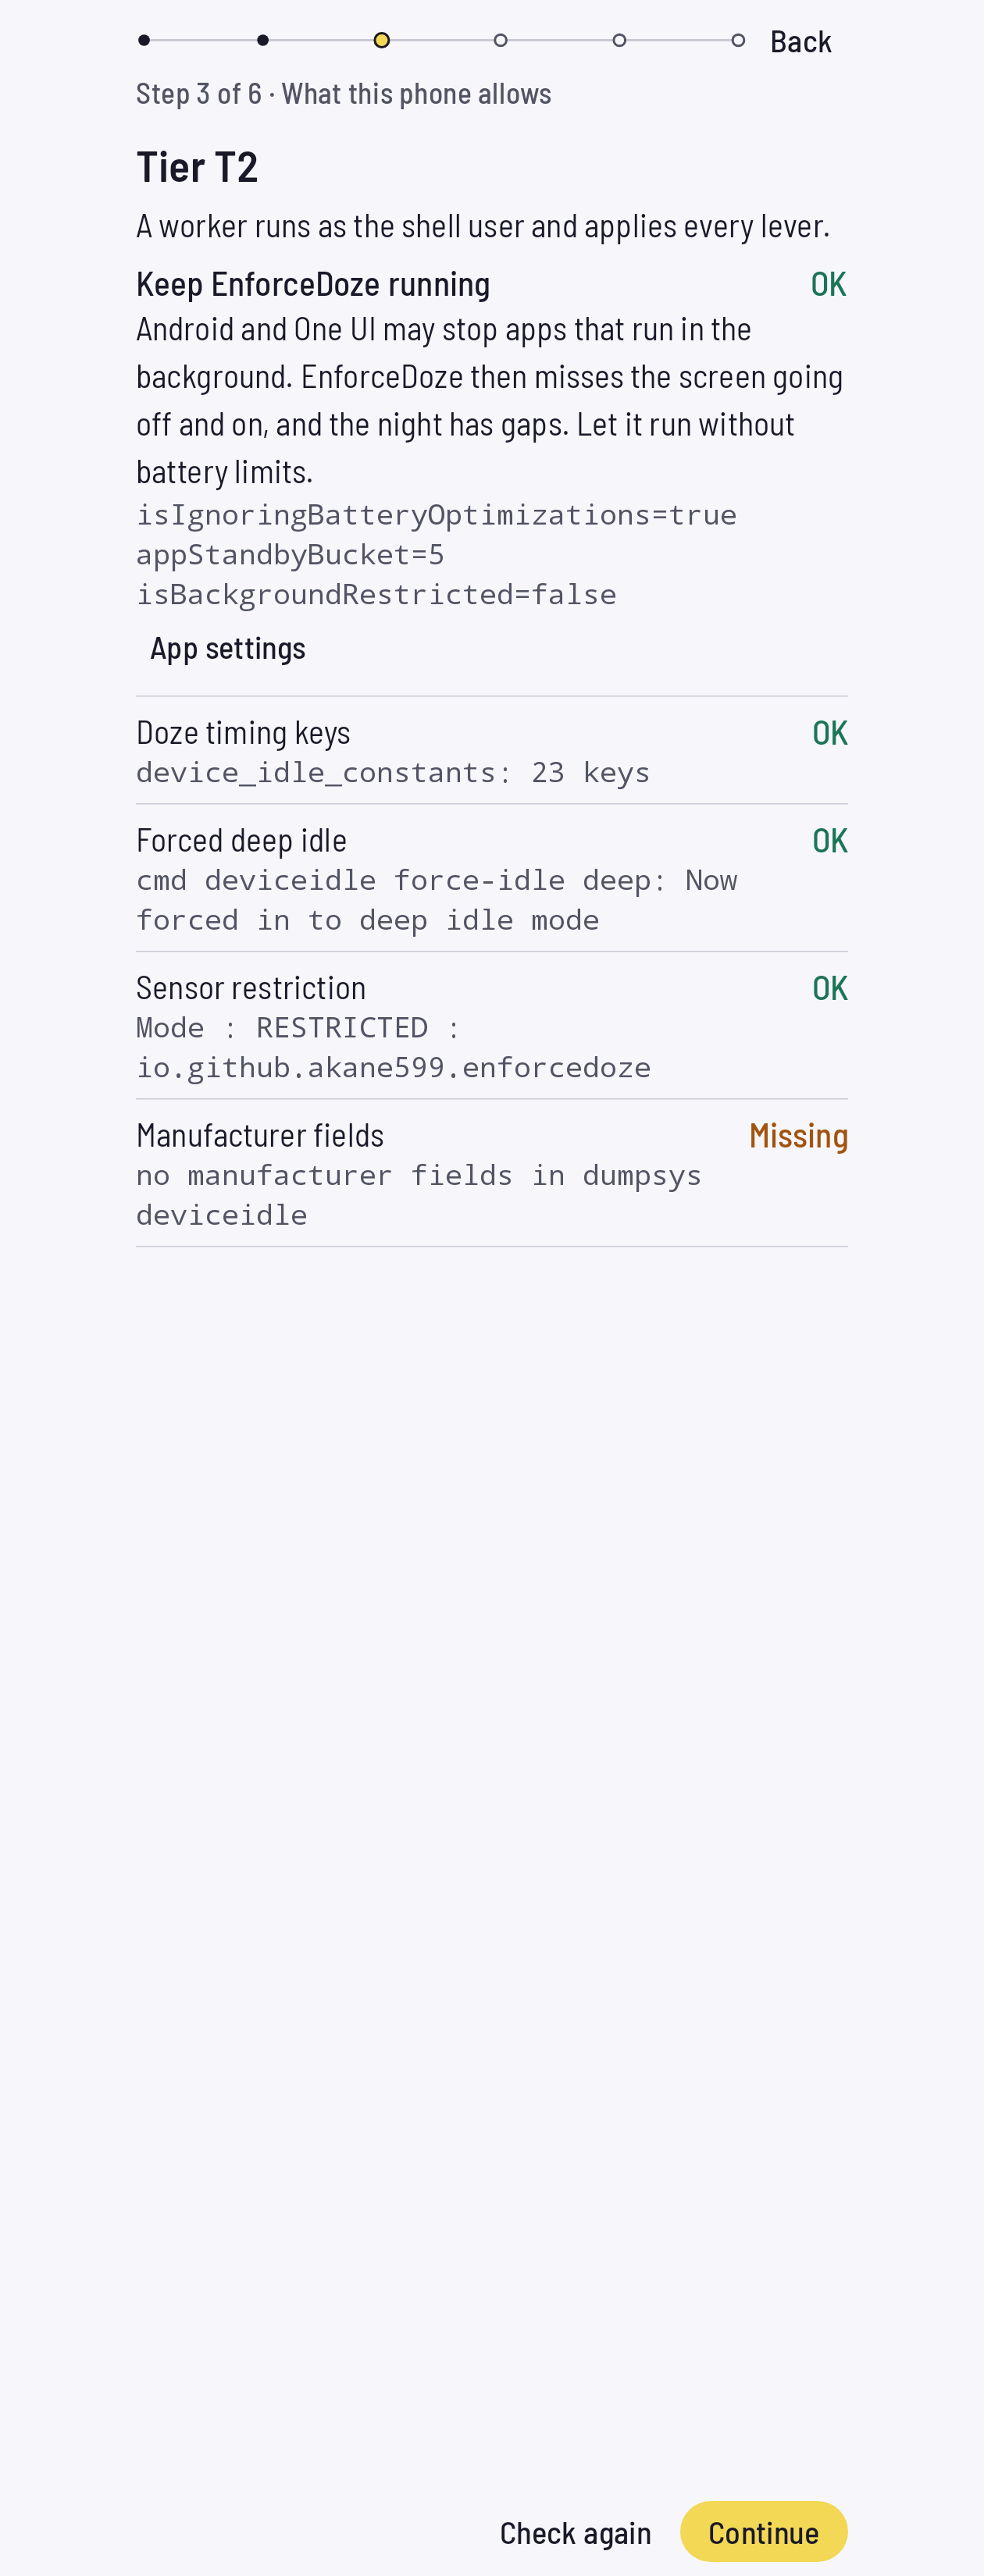 Back
Step 3 of 6 · What this phone allows
Tier T2
A worker runs as the shell user and applies every lever.
Keep EnforceDoze running OK
Android and One UI may stop apps that run in the
background. EnforceDoze then misses the screen going
off and on, and the night has gaps. Let it run without
battery limits.
isIgnoringBatteryOptimizations=true
appStandbyBucket=5
isBackgroundRestricted=false
App settings
Doze timing keys OK
device_idle_constants: 23 keys
Forced deep idle OK
cmd deviceidle force-idle deep: Now
forced in to deep idle mode
Sensor restriction OK
Mode : RESTRICTED :
io.github.akane599.enforcedoze
Manufacturer fields Missing
no manufacturer fields in dumpsys
deviceidle
Check again Continue